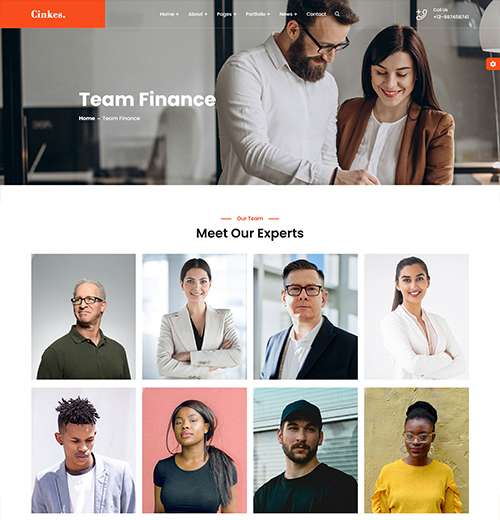 Cinkes.
Home + About + Pages + Portfolio + News + Contact
Call Us
+12-987458741
Team Finance
Home – Team Finance
Our Team
Meet Our Experts